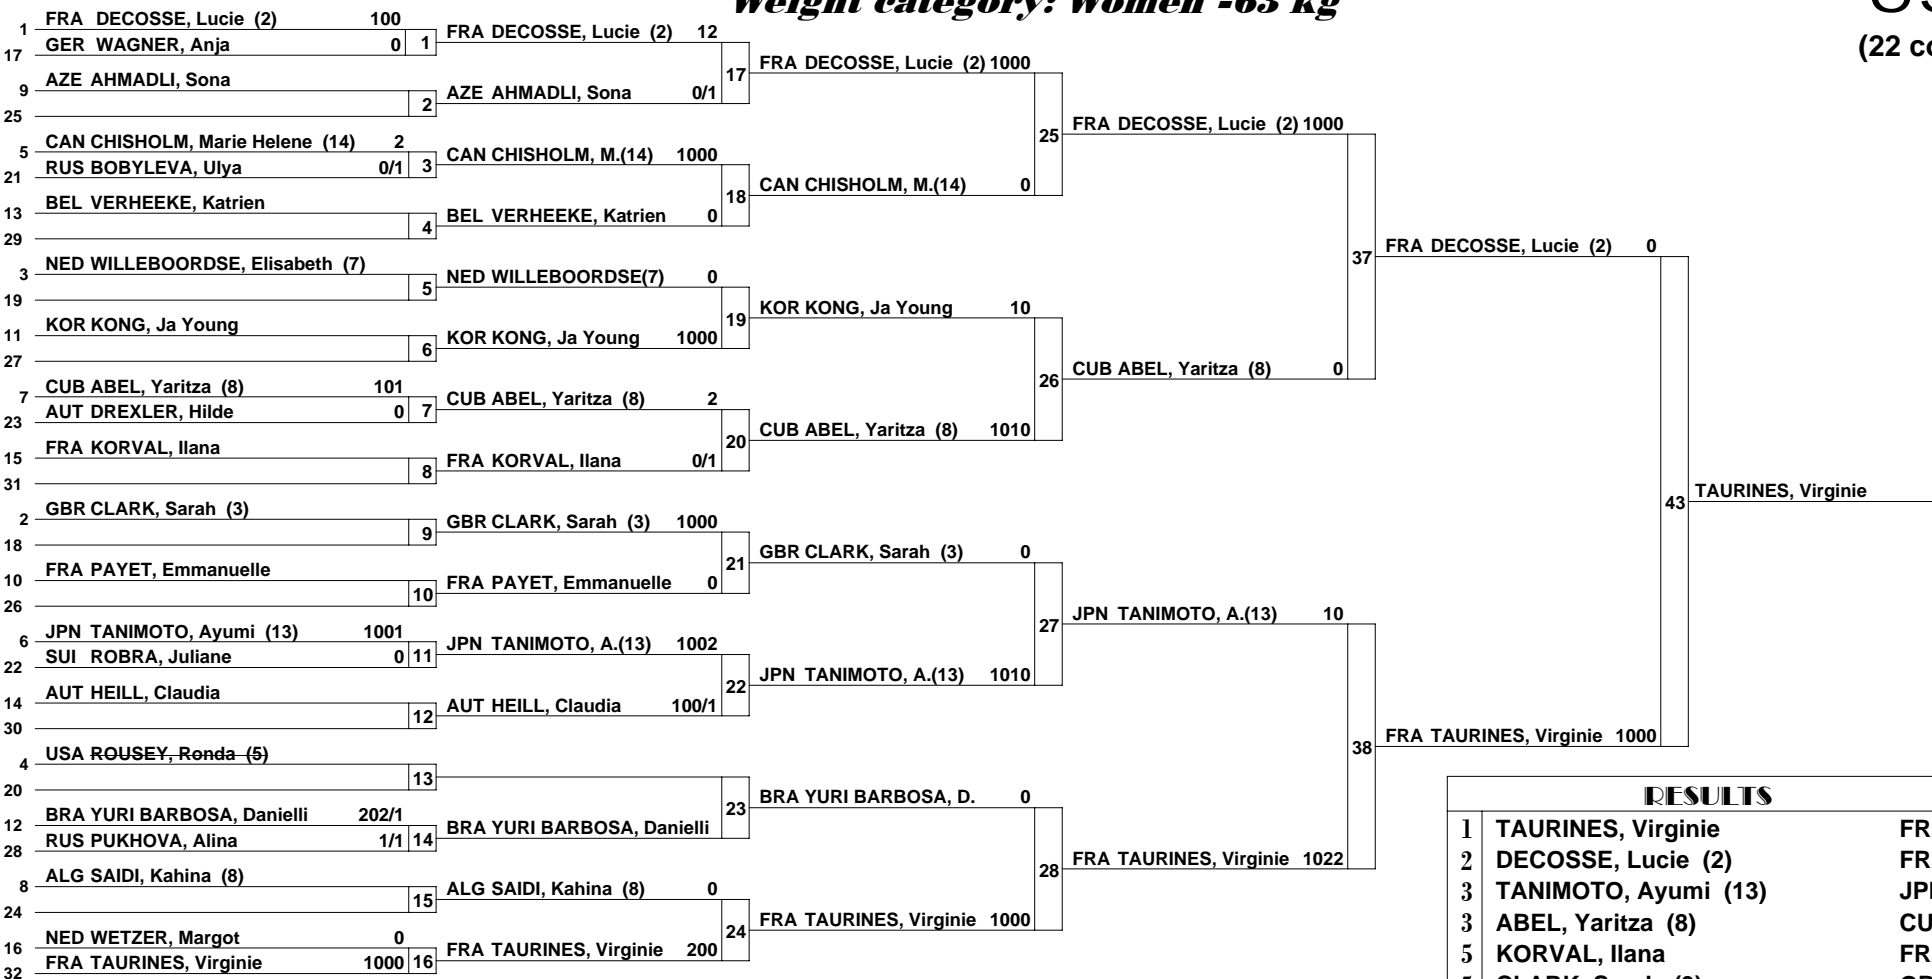 Weight category: Women -63 kg
(22
1 FRA DECOSSE, Lucie (2) 100
17 GER WAGNER, Anja 0
1
9 AZE AHMADLI, Sona
25
2
5 CAN CHISHOLM, Marie Helene (14) 2
21 RUS BOBYLEVA, Ulya 0/1
3
13 BEL VERHEEKE, Katrien
29
4
3 NED WILLEBOORDSE, Elisabeth (7)
19
5
11 KOR KONG, Ja Young
27
6
7 CUB ABEL, Yaritza (8) 101
23 AUT DREXLER, Hilde 0
7
15 FRA KORVAL, Ilana
31
8
2 GBR CLARK, Sarah (3)
18
9
10 FRA PAYET, Emmanuelle
26
10
6 JPN TANIMOTO, Ayumi (13) 1001
22 SUI ROBRA, Juliane 0
11
14 AUT HEILL, Claudia
30
12
4 USA ROUSEY, Ronda (5)
20
13
12 BRA YURI BARBOSA, Danielli 202/1
28 RUS PUKHOVA, Alina 1/1
14
8 ALG SAIDI, Kahina (8)
24
15
16 NED WETZER, Margot 0
32 FRA TAURINES, Virginie 1000
16
FRA DECOSSE, Lucie (2) 12
AZE AHMADLI, Sona 0/1
17
CAN CHISHOLM, M.(14) 1000
BEL VERHEEKE, Katrien 0
18
NED WILLEBOORDSE(7) 0
KOR KONG, Ja Young 1000
19
CUB ABEL, Yaritza (8) 2
FRA KORVAL, Ilana 0/1
20
GBR CLARK, Sarah (3) 1000
FRA PAYET, Emmanuelle 0
21
JPN TANIMOTO, A.(13) 1002
AUT HEILL, Claudia 100/1
22
BRA YURI BARBOSA, Danielli
23
ALG SAIDI, Kahina (8) 0
FRA TAURINES, Virginie 200
24
FRA DECOSSE, Lucie (2) 1000
CAN CHISHOLM, M.(14) 0
25
KOR KONG, Ja Young 10
CUB ABEL, Yaritza (8) 1010
26
GBR CLARK, Sarah (3) 0
JPN TANIMOTO, A.(13) 1010
27
BRA YURI BARBOSA, D. 0
FRA TAURINES, Virginie 1000
28
FRA DECOSSE, Lucie (2) 1000
CUB ABEL, Yaritza (8) 0
37
JPN TANIMOTO, A.(13) 10
FRA TAURINES, Virginie 1022
38
FRA DECOSSE, Lucie (2) 0
FRA TAURINES, Virginie 1000
43
TAURINES, Virginie
RESULTS
1 TAURINES, Virginie FR
2 DECOSSE, Lucie (2) FR
3 TANIMOTO, Ayumi (13) JP
3 ABEL, Yaritza (8) CU
5 KORVAL, Ilana FR